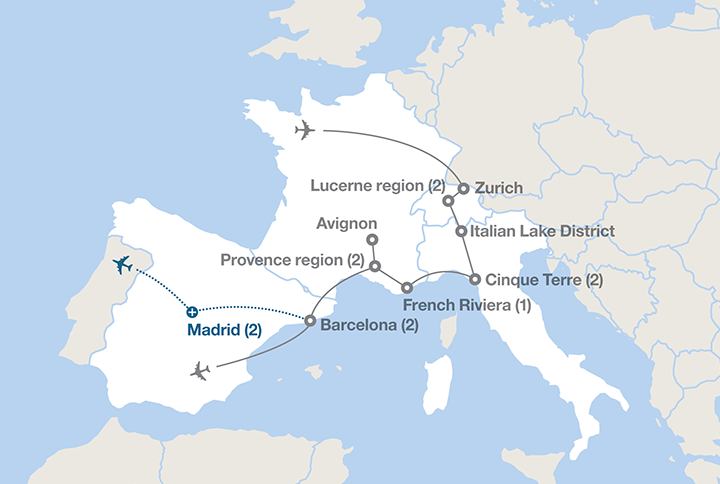 Lucerne region (2)
Zurich
Avignon
Italian Lake District
Provence region (2)
Cinque Terre (2)
French Riviera (1)
Madrid (2)
Barcelona (2)